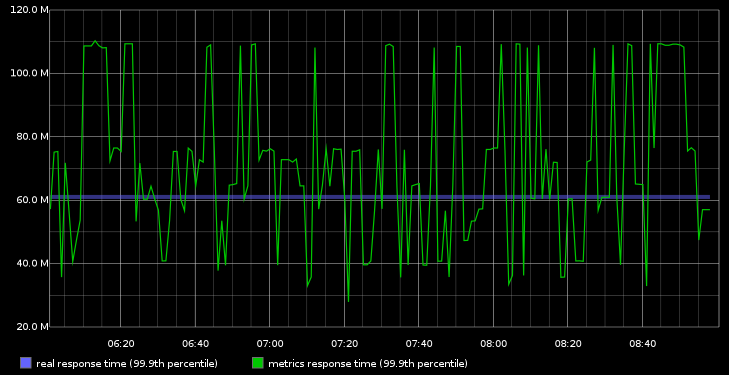 120.0 M
100.0 M
80.0 M
60.0 M
40.0 M
20.0 M
06:20 06:40 07:00 07:20 07:40 08:00 08:20 08:40
real response time (99.9th percentile) metrics response time (99.9th percentile)